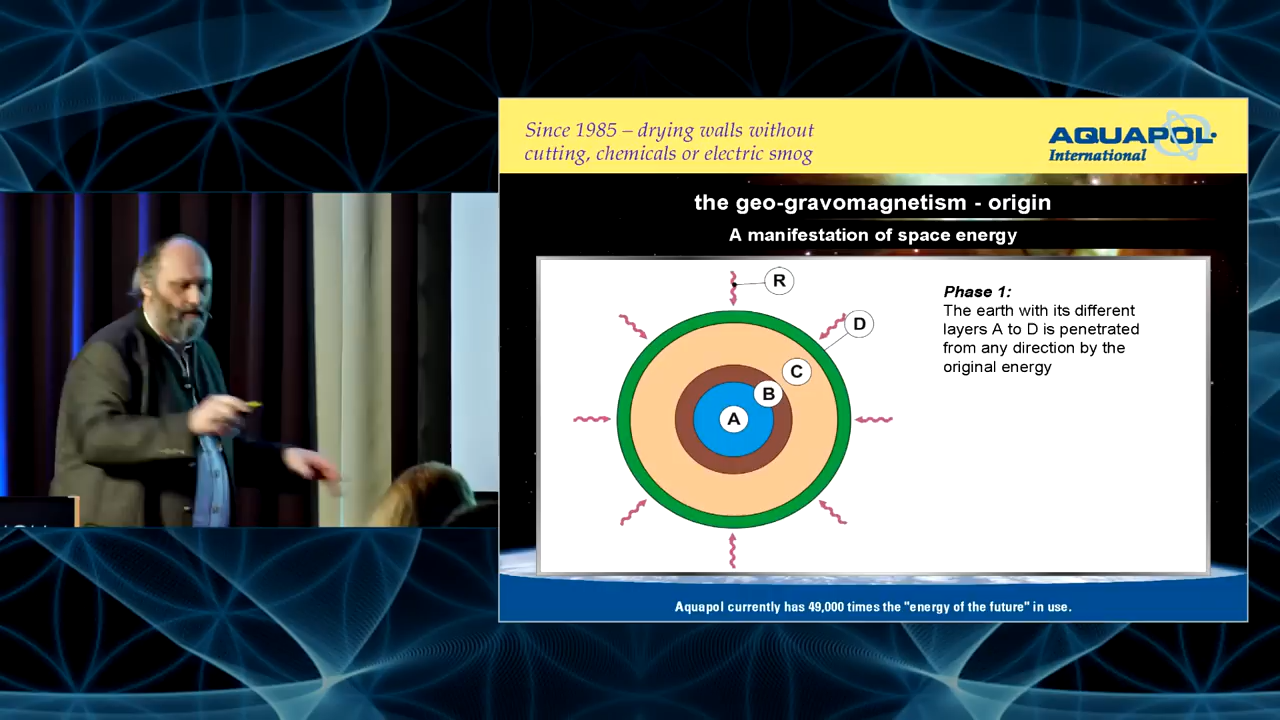 Since 1985 – drying walls without
cutting, chemicals or electric smog
AQUAPOL
International
the geo-gravomagnetism - origin
A manifestation of space energy
R
D
C
B
A
Phase 1:
The earth with its different
layers A to D is penetrated
from any direction by the
original energy
Aquapol currently has 49,000 times the "energy of the future" in use.